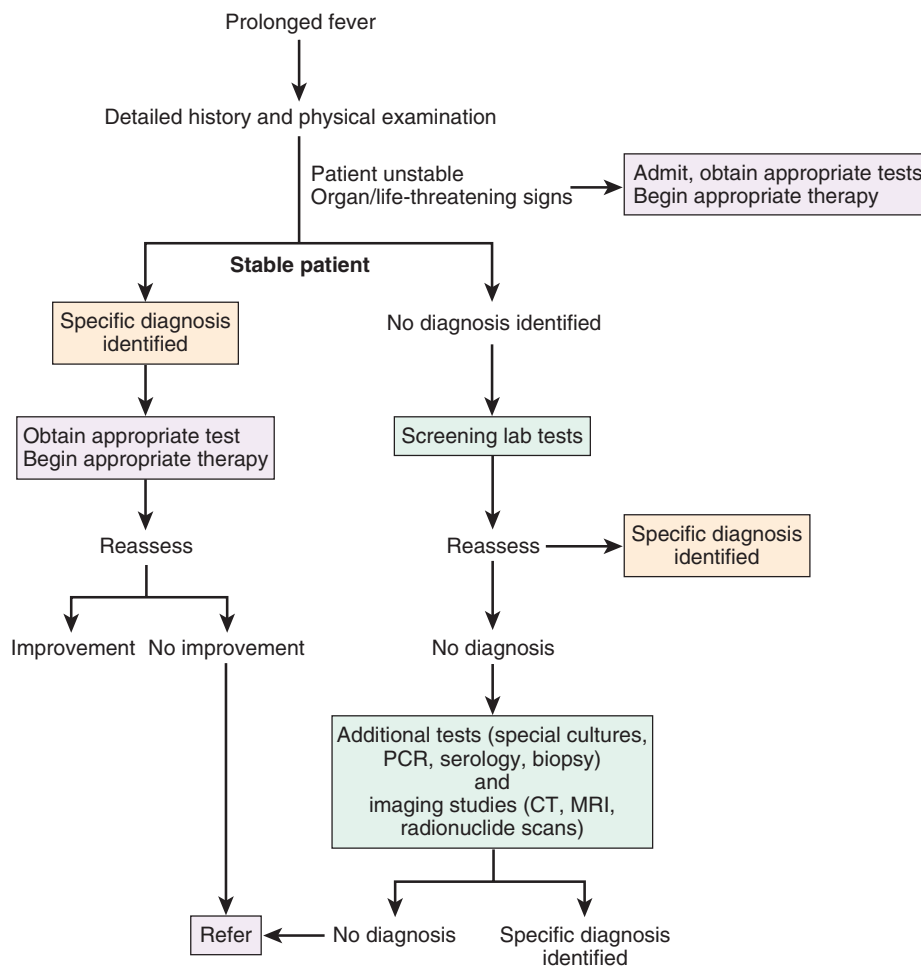 Prolonged fever
Detailed history and physical examination
Patient unstable
Organ/life-threatening signs
Admit, obtain appropriate tests
Begin appropriate therapy
Stable patient
Specific diagnosis
identified
No diagnosis identified
Obtain appropriate test
Begin appropriate therapy
Screening lab tests
Reassess
Reassess
Specific diagnosis
identified
Improvement
No improvement
No diagnosis
Additional tests (special cultures,
PCR, serology, biopsy)
and
imaging studies (CT, MRI,
radionuclide scans)
Refer
No diagnosis
Specific diagnosis
identified